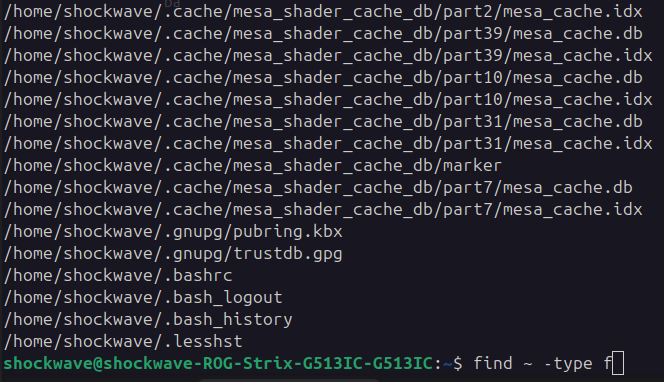 /home/shockwave/.cache/mesa_shader_cache_db/part2/mesa_cache.idx
/home/shockwave/.cache/mesa_shader_cache_db/part39/mesa_cache.db
/home/shockwave/.cache/mesa_shader_cache_db/part39/mesa_cache.idx
/home/shockwave/.cache/mesa_shader_cache_db/part10/mesa_cache.db
/home/shockwave/.cache/mesa_shader_cache_db/part10/mesa_cache.idx
/home/shockwave/.cache/mesa_shader_cache_db/part31/mesa_cache.db
/home/shockwave/.cache/mesa_shader_cache_db/part31/mesa_cache.idx
/home/shockwave/.cache/mesa_shader_cache_db/marker
/home/shockwave/.cache/mesa_shader_cache_db/part7/mesa_cache.db
/home/shockwave/.cache/mesa_shader_cache_db/part7/mesa_cache.idx
/home/shockwave/.gnupg/pubring.kbx
/home/shockwave/.gnupg/trustdb.gpg
/home/shockwave/.bashrc
/home/shockwave/.bash_logout
/home/shockwave/.bash_history
/home/shockwave/.lesshst
shockwave@shockwave-ROG-Strix-G513IC-G513IC:~$ find ~ -type f